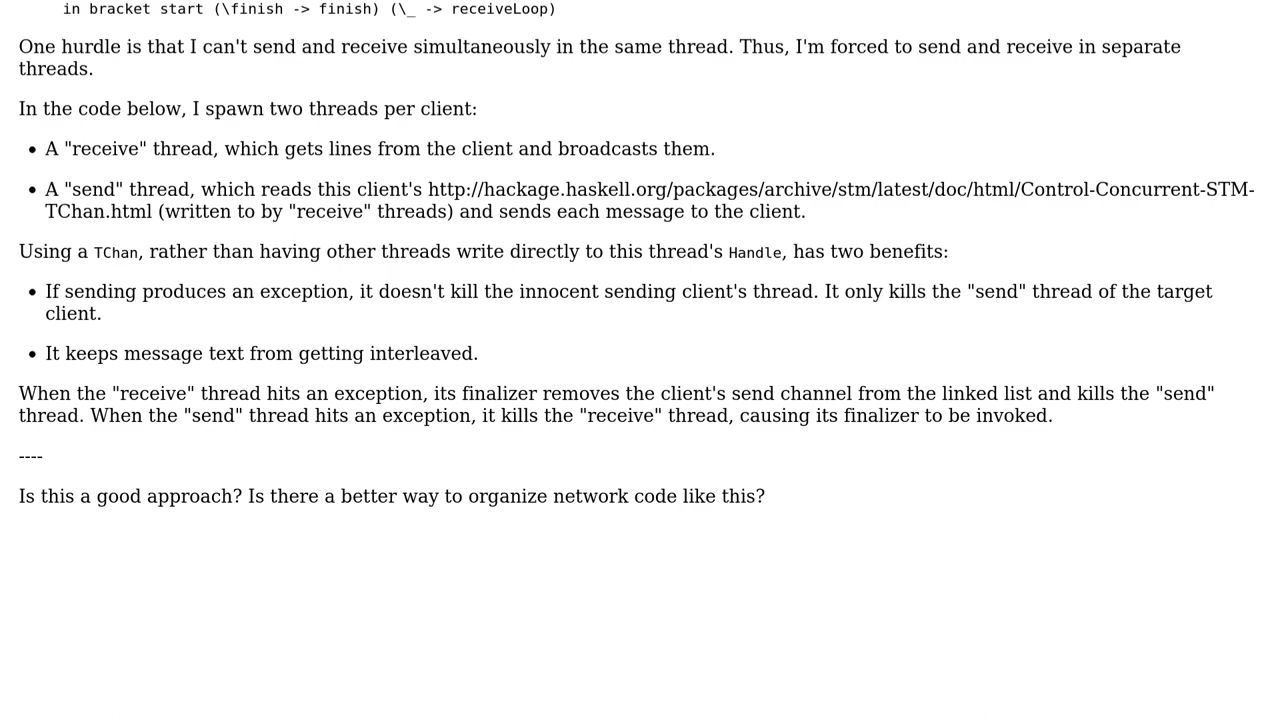 in bracket start (\finish -> finish) (\_ -> receiveLoop)
One hurdle is that I can't send and receive simultaneously in the same thread. Thus, I'm forced to send and receive in separate
threads.
In the code below, I spawn two threads per client:
• A "receive" thread, which gets lines from the client and broadcasts them.
• A "send" thread, which reads this client's http://hackage.haskell.org/packages/archive/stm/latest/doc/html/Control-Concurrent-STM-
TChan.html (written to by "receive" threads) and sends each message to the client.
Using a TChan, rather than having other threads write directly to this thread's Handle, has two benefits:
• If sending produces an exception, it doesn't kill the innocent sending client's thread. It only kills the "send" thread of the target
client.
• It keeps message text from getting interleaved.
When the "receive" thread hits an exception, its finalizer removes the client's send channel from the linked list and kills the "send"
thread. When the "send" thread hits an exception, it kills the "receive" thread, causing its finalizer to be invoked.
----
Is this a good approach? Is there a better way to organize network code like this?